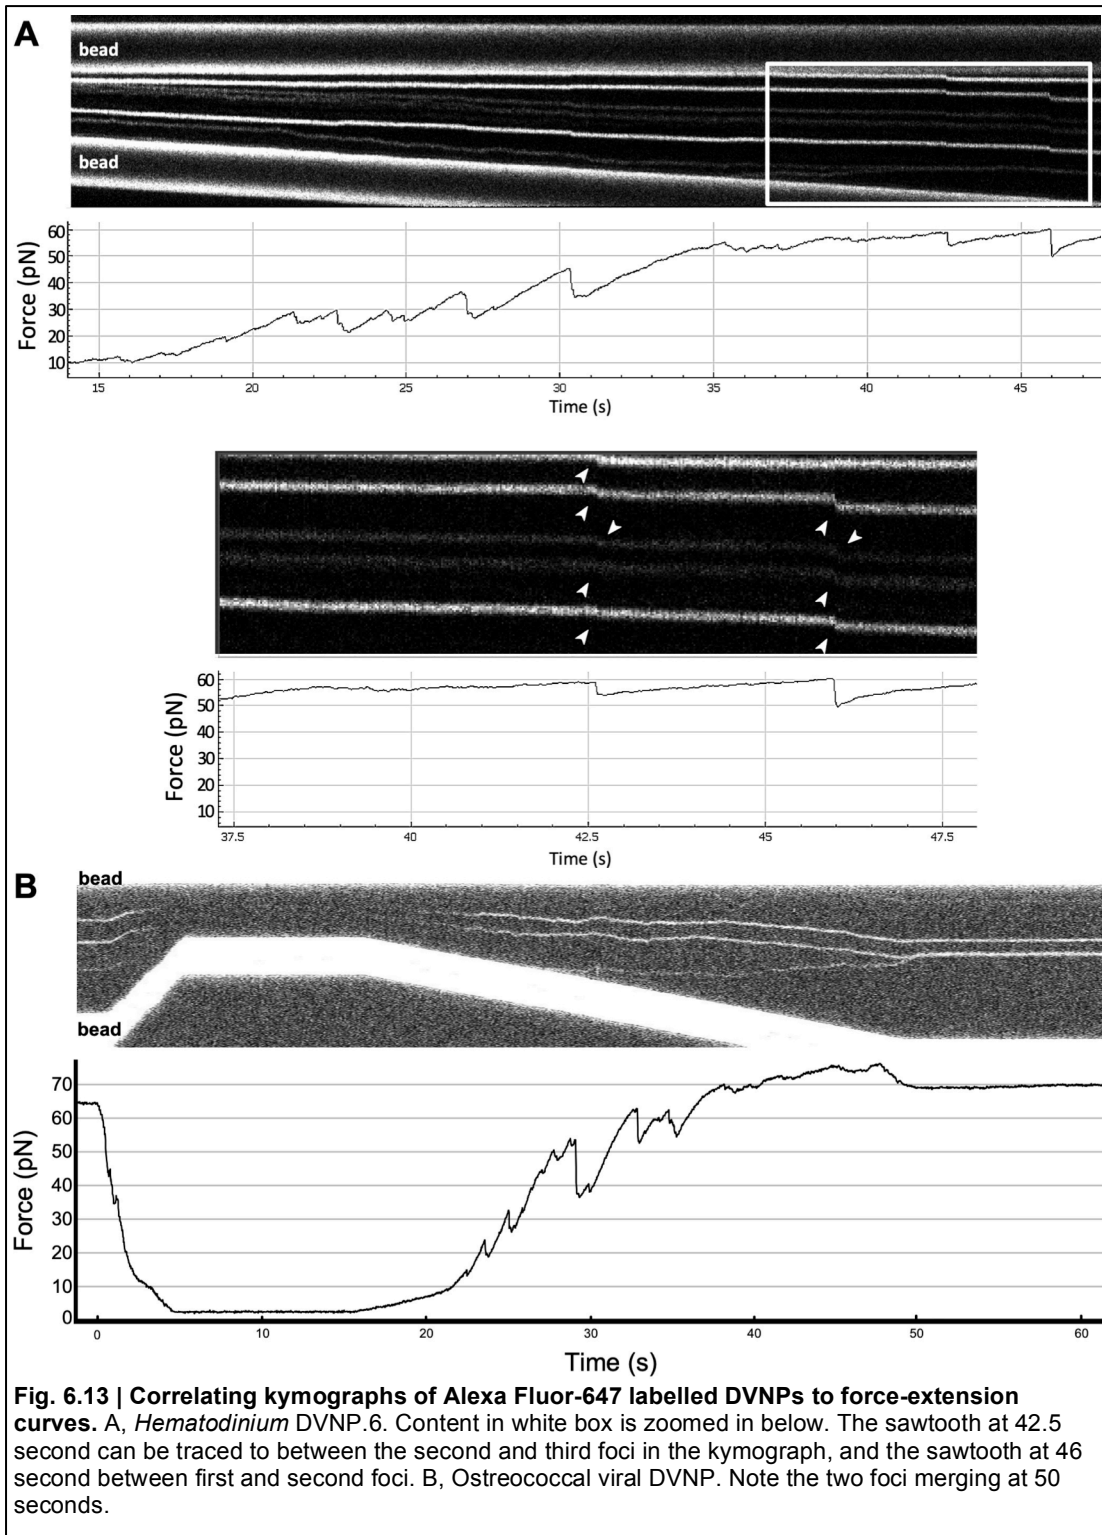 A
bead
bead
60
50
40
30
20
10
Force (pN)
15 20 25 30 35 40 45
Time (s)
60
50
40
30
20
10
Force (pN)
37.5 40 42.5 45 47.5
Time (s)
B
bead
bead
70
60
50
40
30
20
10
0
Force (pN)
0 10 20 30 40 50 60
Time (s)
Fig. 6.13 | Correlating kymographs of Alexa Fluor-647 labelled DVNPs to force-extension
curves. A, Hematodinium DVNP.6. Content in white box is zoomed in below. The sawtooth at 42.5
second can be traced to between the second and third foci in the kymograph, and the sawtooth at 46
second between first and second foci. B, Ostreococcal viral DVNP. Note the two foci merging at 50
seconds.